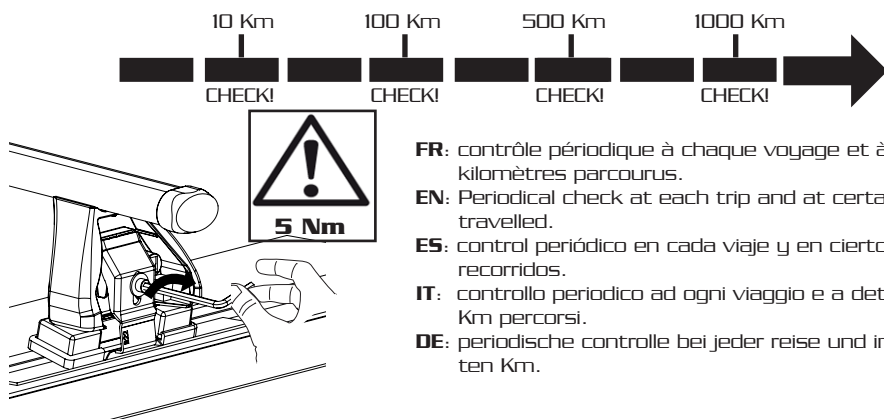 10 Km 100 Km 500 Km 1000 Km
CHECK! CHECK! CHECK! CHECK!
5 Nm
FR: contrôle périodique à chaque voyage et à
kilomètres parcourus.
EN: Periodical check at each trip and at certa
travelled.
ES: control periódico en cada viaje y en cierto
recorridos.
IT: controllo periodico ad ogni viaggio e a det
Km percorsi.
DE: periodische controlle bei jeder reise und
ten Km.